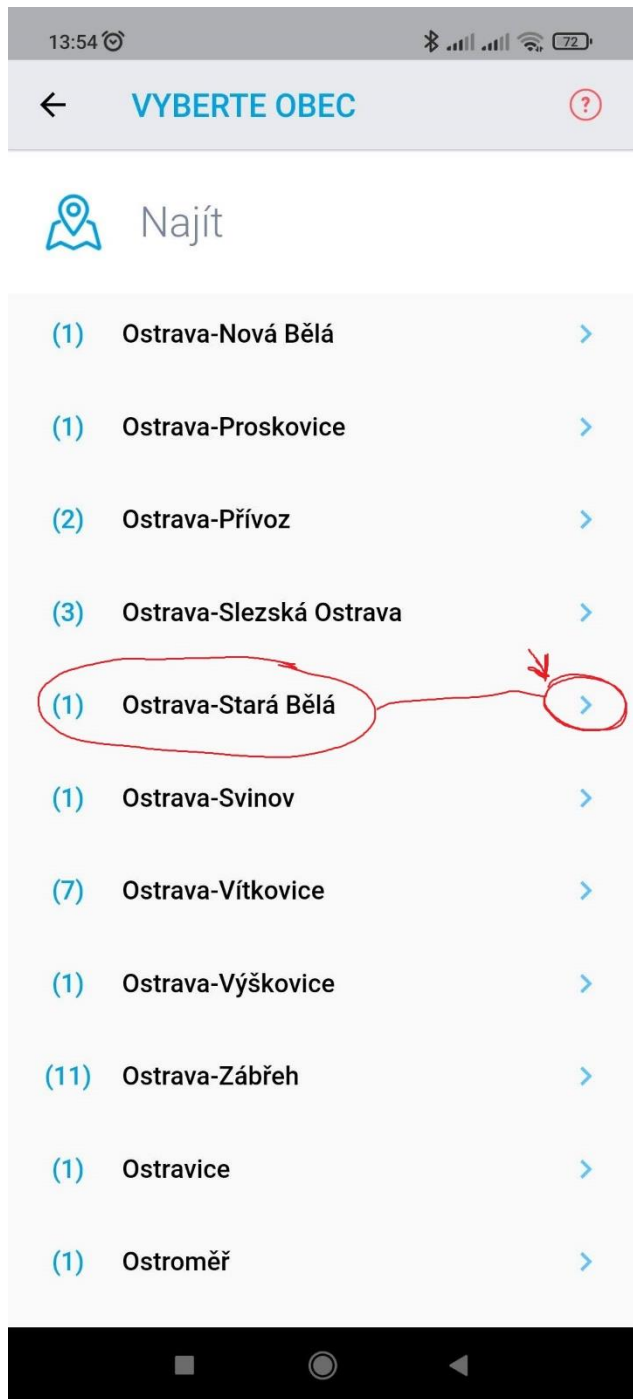 13:54 72
VYBERTE OBEC ?
Najít
(1) Ostrava-Nová Bělá
(1) Ostrava-Proskovice
(2) Ostrava-Přívoz
(3) Ostrava-Slezská Ostrava
(1) Ostrava-Stará Bělá
(1) Ostrava-Svinov
(7) Ostrava-Vítkovice
(1) Ostrava-Výškovice
(11) Ostrava-Zábřeh
(1) Ostravice
(1) Ostroměř